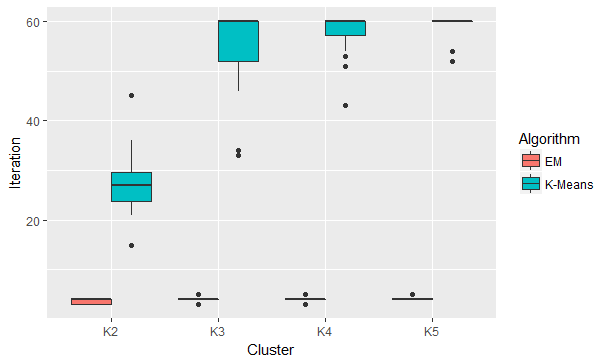 60
40
20
Iteration
K2 K3 K4 K5
Cluster
Algorithm
EM
K-Means